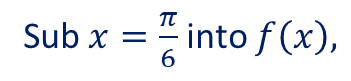 Sub x = π/6 into f(x),